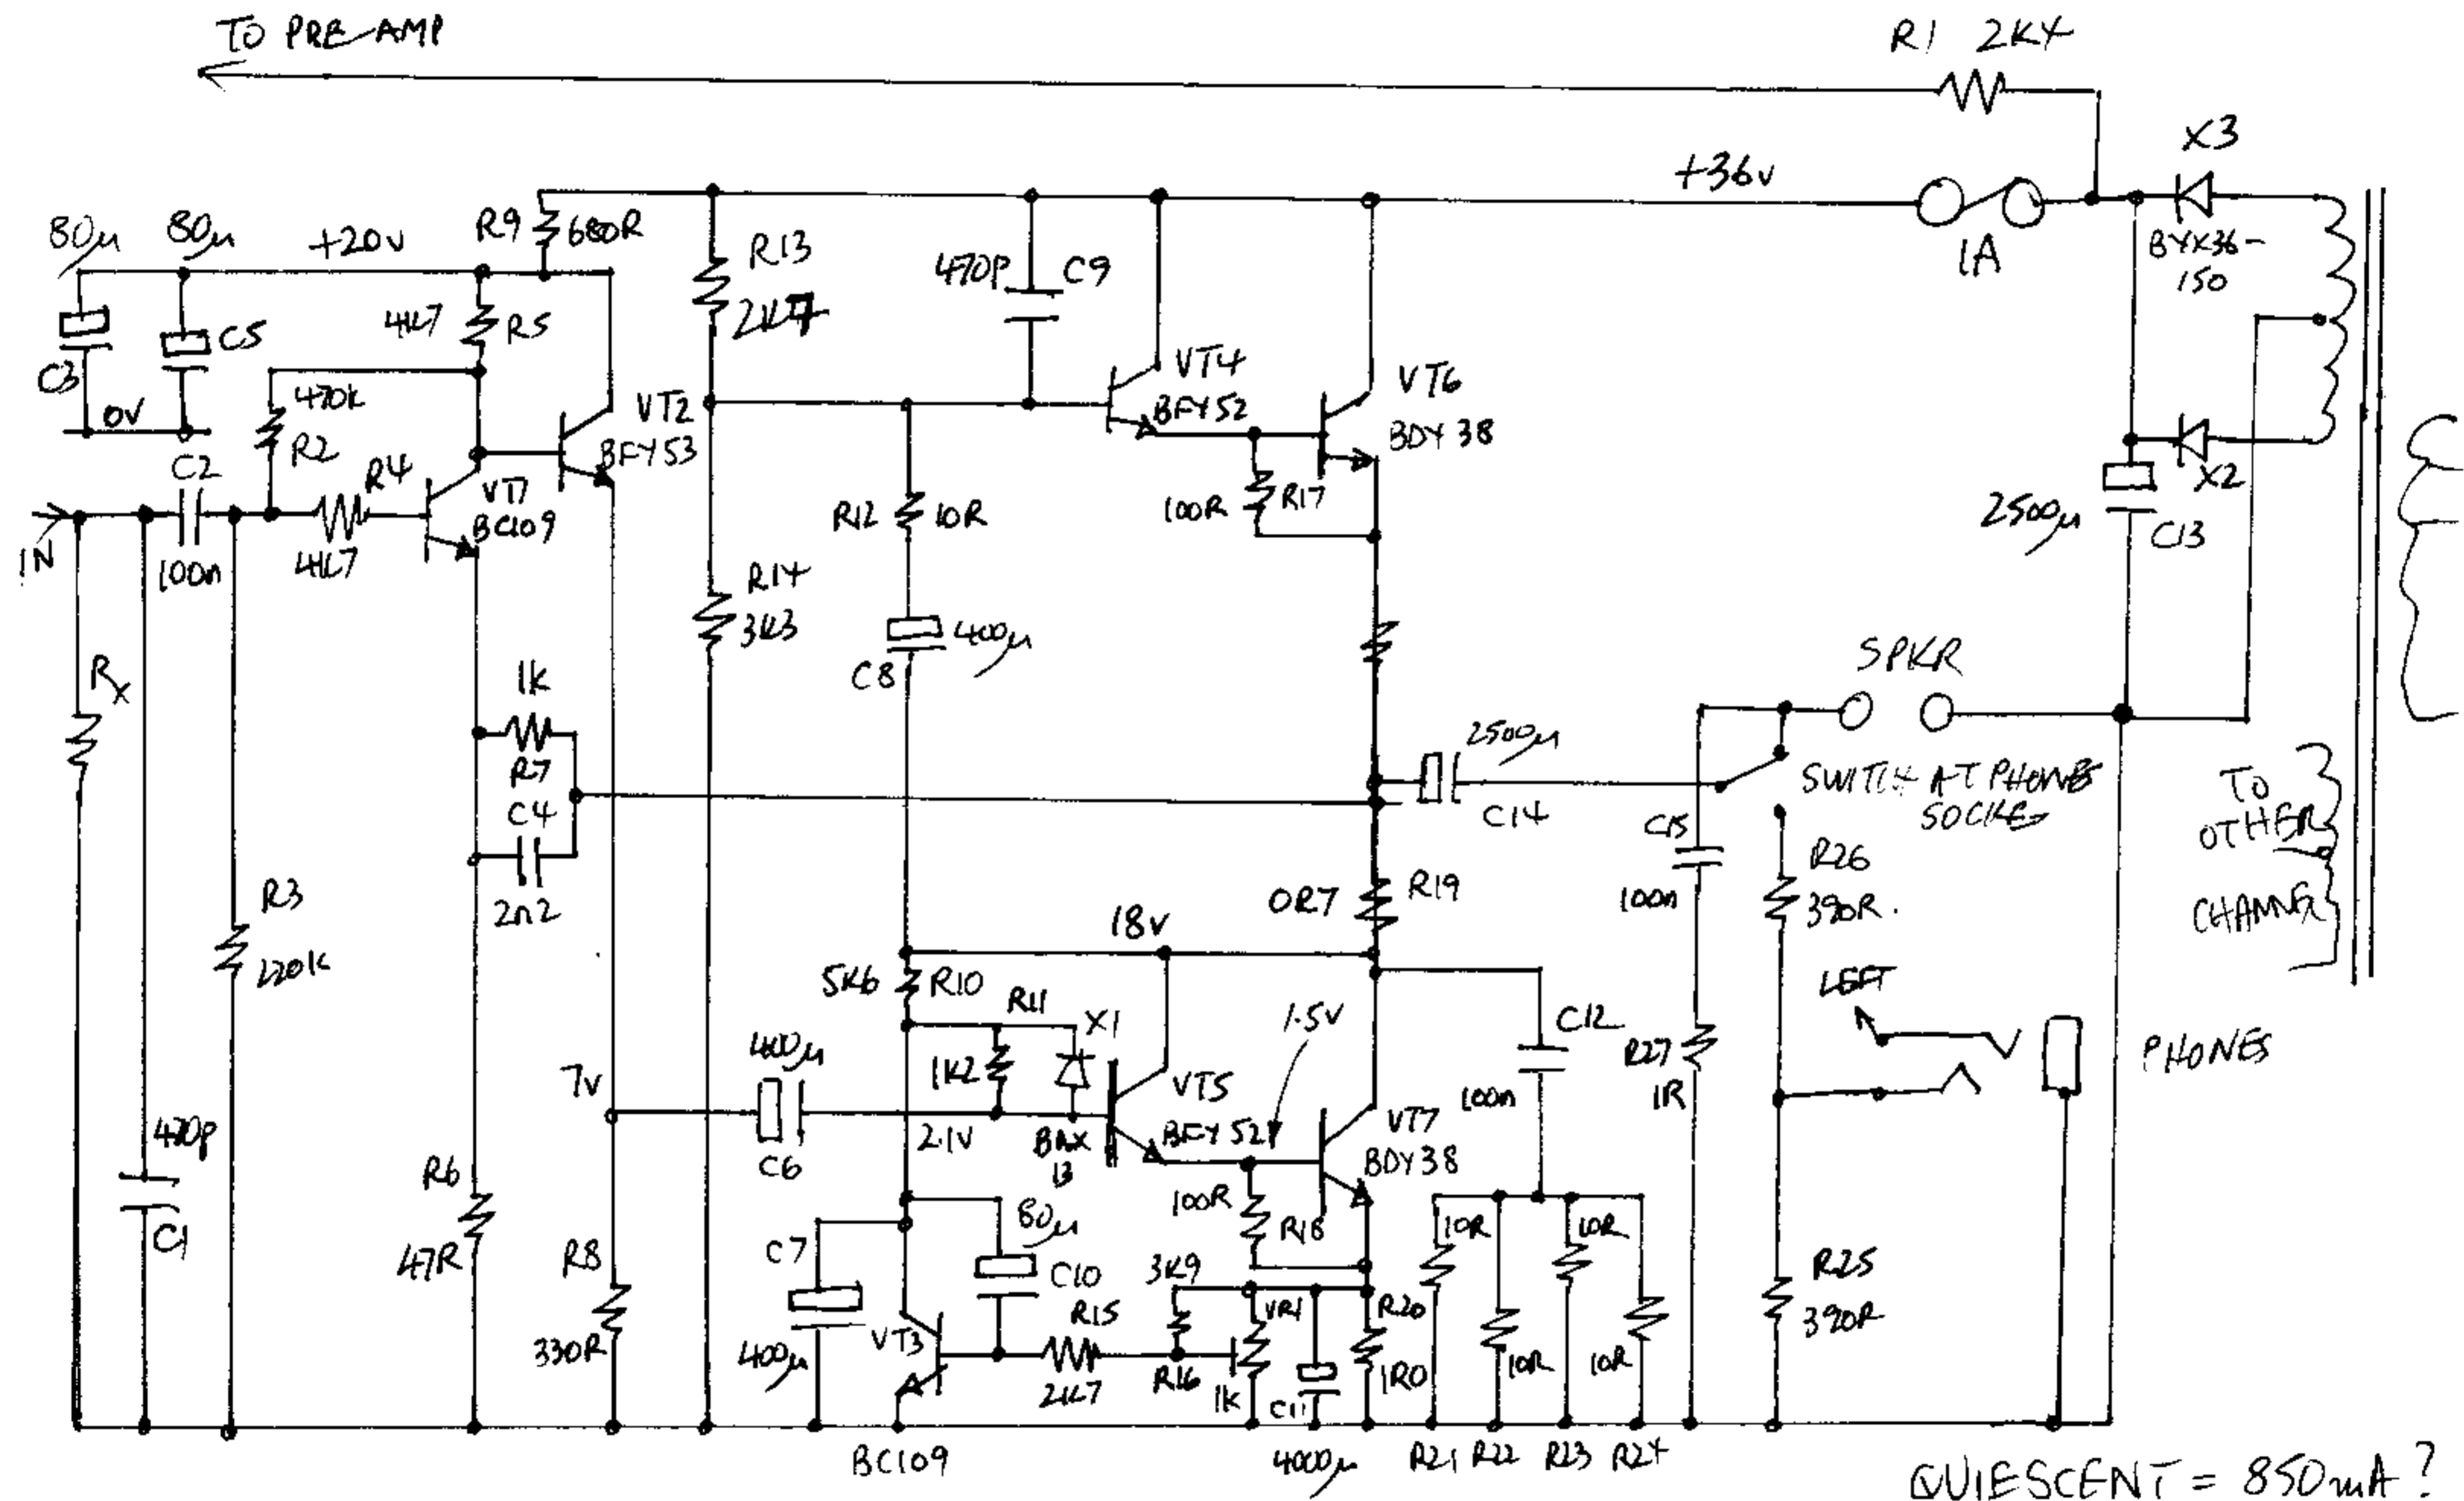 TO PRE-AMP
R1 2K4
X3
+36v
1A
BYX36-
150
80µ
80µ
+20v
R9
680R
R13
2K7
470P
C9
4K7
R5
C3
C5
0V
470K
R2
VT2
BFY53
VT4
BFY52
VT6
BDY38
X2
2500µ
C13
C2
R4
VT7
BC109
IN
100n
4K7
R12
10R
100R
R17
R14
3K3
400µ
C8
Rx
1K
R7
C4
2n2
SPKR
2500µ
C14
SWITCH AT PHONES
SOCKET
TO
OTHER
CHANNEL
C15
100n
R26
390R.
R3
220K
18v
0R7
R19
5K6
R10
R11
X1
1.5v
C12
LEFT
7v
400µ
1K2
VT5
R27
1R
PHONES
C6
2.1v
BAX
13
BFY52
VT7
BDY38
100n
470p
C1
R6
47R
R8
330R
80µ
C7
C10
100R
R18
10R
10R
R25
390R
3K9
400µ
VT3
R15
2K7
R16
VR1
1K
C11
R20
1R0
10R
10R
BC109
4000µ
R21
R22
R23
R24
QUIESCENT = 850mA?